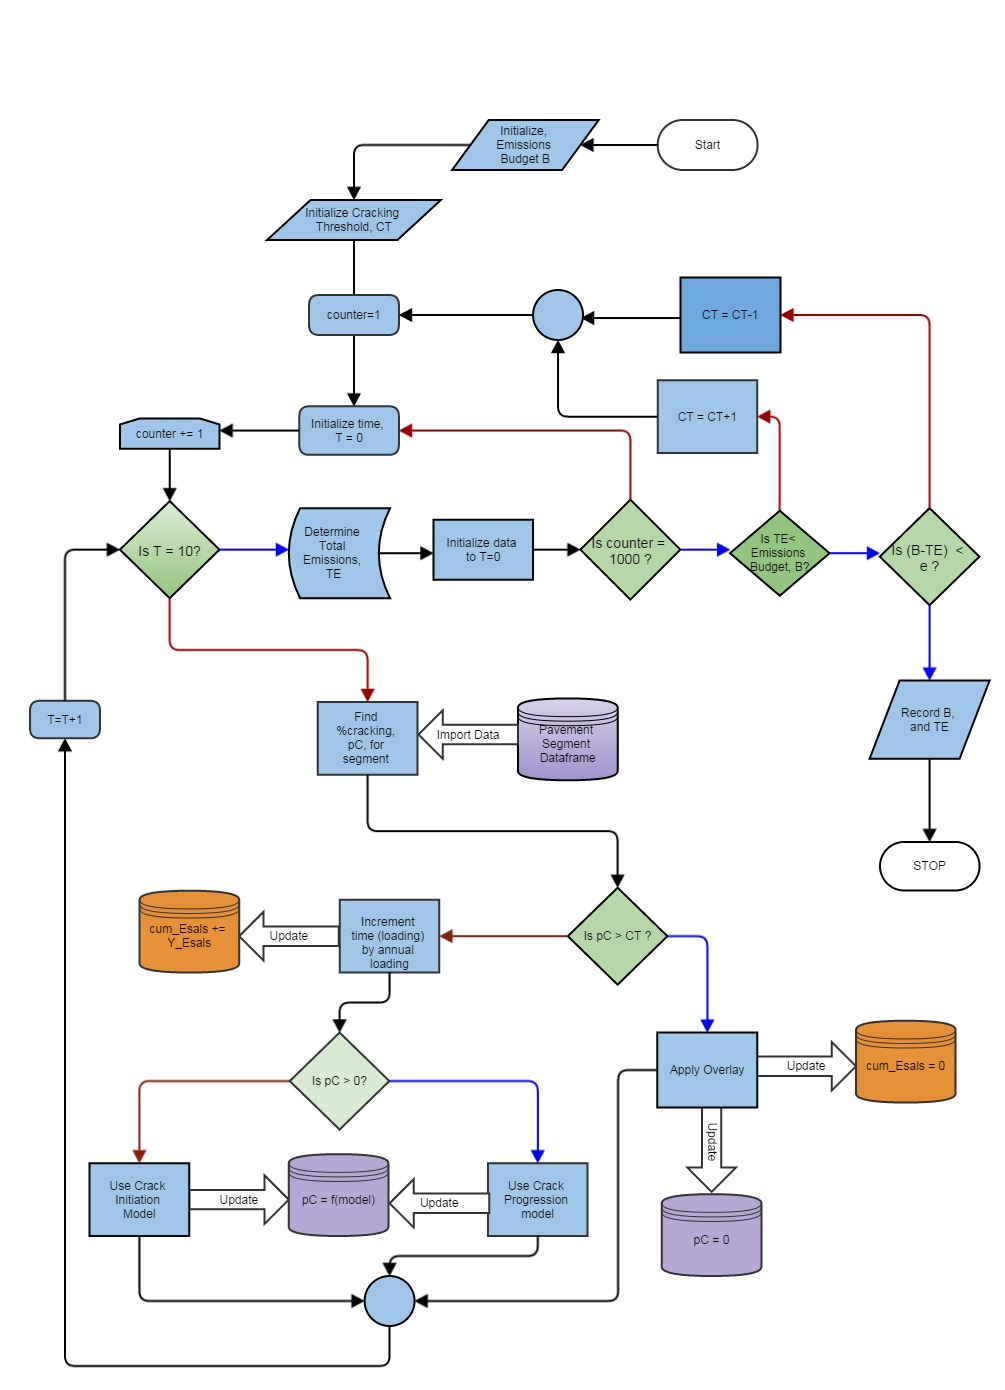 Start
Initialize,
Emissions
Budget B
Initialize Cracking
Threshold, CT
counter=1
CT = CT-1
CT = CT+1
Initialize time,
T = 0
counter += 1
Is T = 10?
Determine
Total
Emissions,
TE
Initialize data
to T=0
Is counter =
1000 ?
Is TE<
Emissions
Budget, B?
Is (B-TE) <
e ?
T=T+1
Find
%cracking,
pC, for
segment
Import Data
Pavement
Segment
Dataframe
Record B,
and TE
STOP
cum_Esals +=
Y_Esals
Update
Increment
time (loading)
by annual
loading
Is pC > CT ?
Is pC > 0?
Apply Overlay
Update
cum_Esals = 0
Update
Use Crack
Initiation
Model
Update
pC = f(model)
Update
Use Crack
Progression
model
pC = 0